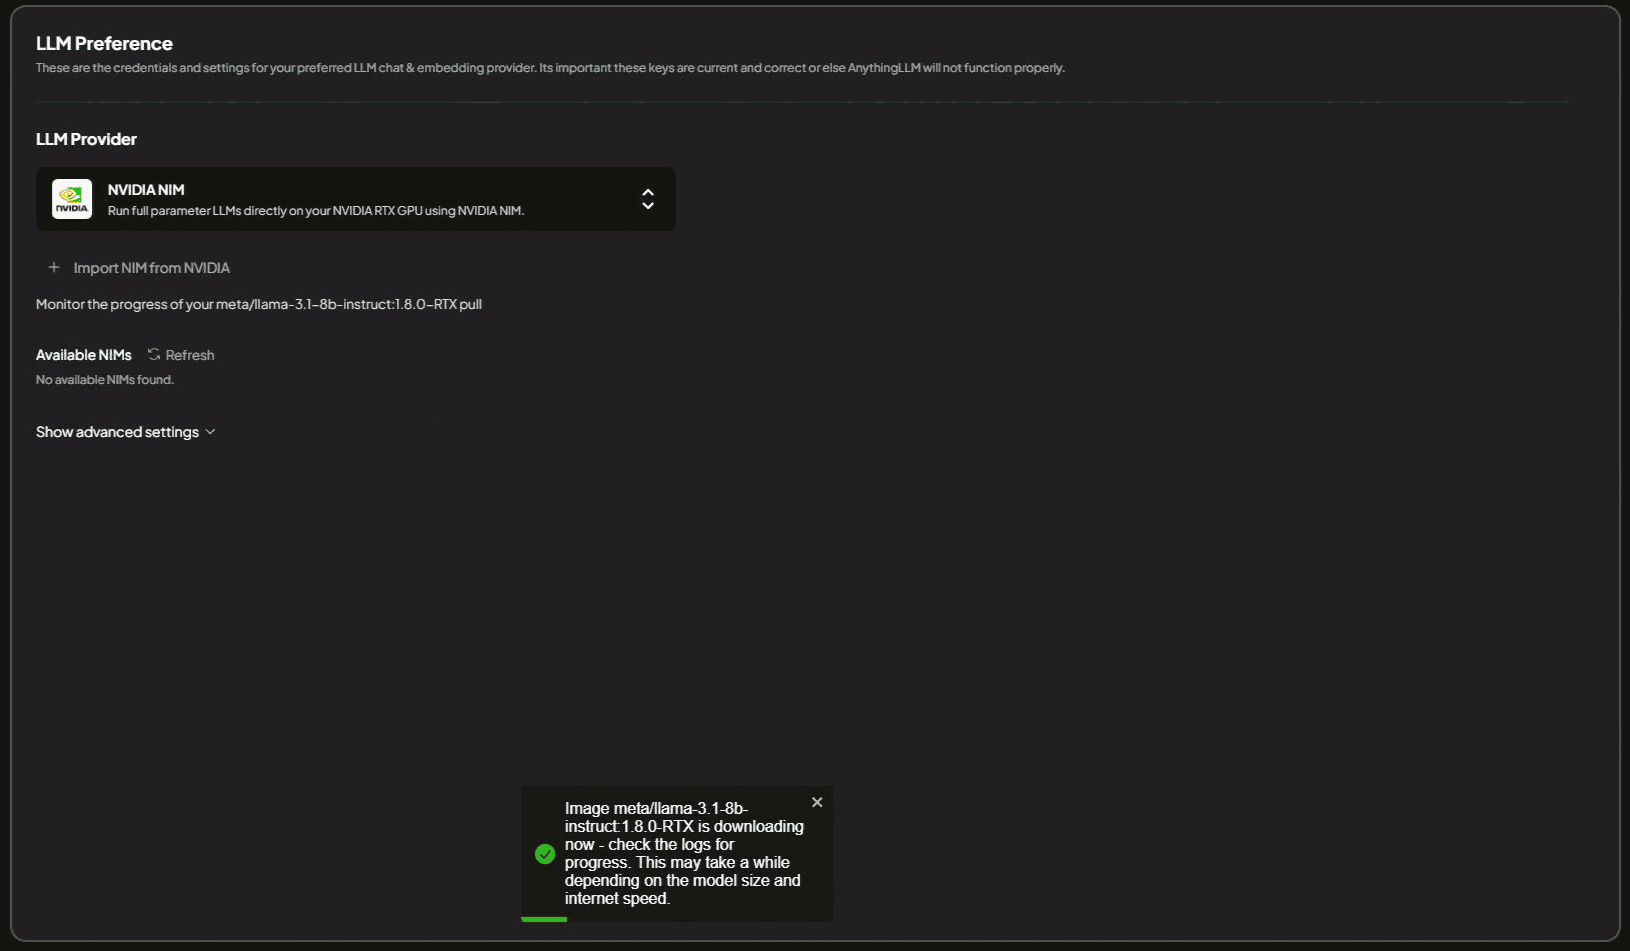 LLM Preference
These are the credentials and settings for your preferred LLM chat & embedding provider. Its important these keys are current and correct or else AnythingLLM will not function properly.
LLM Provider
NVIDIA
NVIDIA NIM
Run full parameter LLMs directly on your NVIDIA RTX GPU using NVIDIA NIM.
+ Import NIM from NVIDIA
Monitor the progress of your meta/llama-3.1-8b-instruct:1.8.0-RTX pull
Available NIMs Refresh
No available NIMs found.
Show advanced settings
Image meta/llama-3.1-8b-
instruct:1.8.0-RTX is downloading
now - check the logs for
progress. This may take a while
depending on the model size and
internet speed.